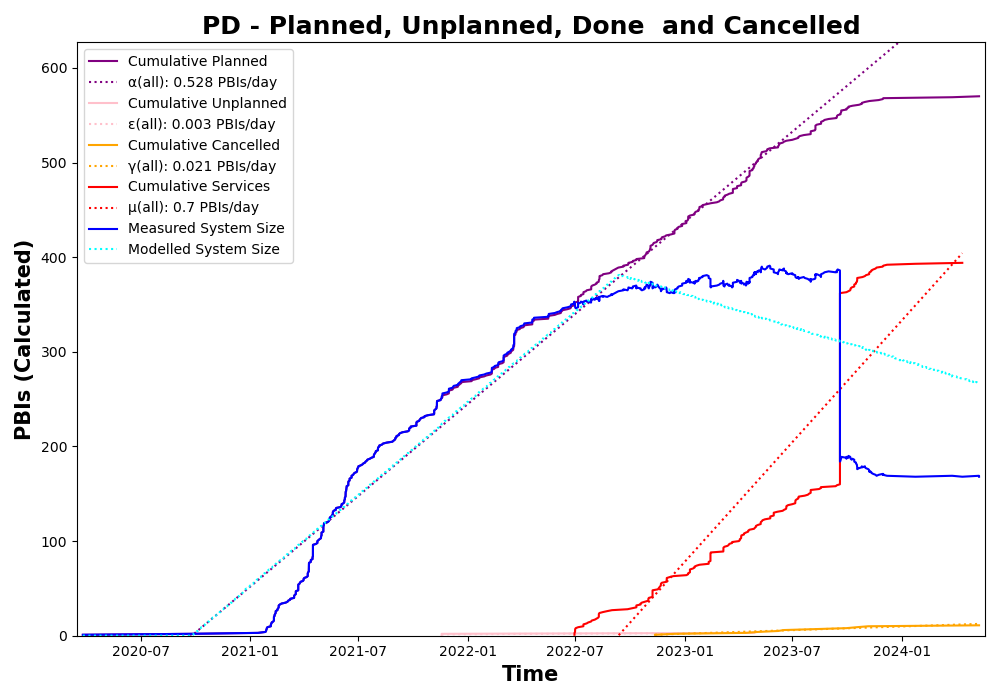 PD - Planned, Unplanned, Done  and Cancelled
Cumulative Planned
α(all): 0.528 PBIs/day
Cumulative Unplanned
ε(all): 0.003 PBIs/day
Cumulative Cancelled
γ(all): 0.021 PBIs/day
Cumulative Services
μ(all): 0.7 PBIs/day
Measured System Size
Modelled System Size
PBIs (Calculated)
600
500
400
300
200
100
0
2020-07 2021-01 2021-07 2022-01 2022-07 2023-01 2023-07 2024-01
Time